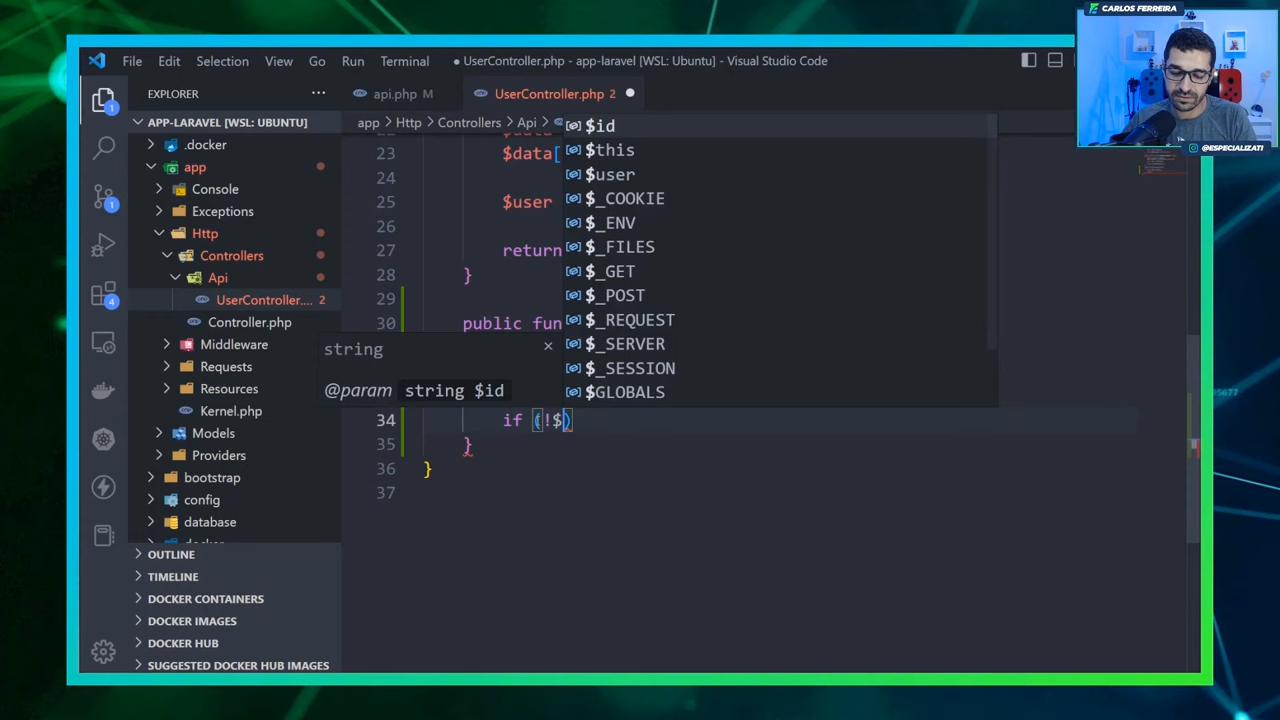 CARLOS FERREIRA
@ESPECIALIZATI
File Edit Selection View Go Run Terminal
● UserController.php - app-laravel [WSL: Ubuntu] - Visual Studio Code
EXPLORER ···
api.php M
UserController.php 2 ●
APP-LARAVEL [WSL: UBUNTU]
app > Http > Controllers > Api >
.docker
app
Console
Exceptions
Http
Controllers
Api
UserController.... 2
Controller.php
Middleware
Requests
Resources
Kernel.php
Models
Providers
bootstrap
config
database
OUTLINE
TIMELINE
DOCKER CONTAINERS
DOCKER IMAGES
DOCKER HUB
SUGGESTED DOCKER HUB IMAGES
1
1
4
23 $data[
24
25 $user
26
27 return
28 }
29
30 public fun
34 if (!$)
35 }
36 }
37
string ×
@param string $id
$id
$this
$user
$_COOKIE
$_ENV
$_FILES
$_GET
$_POST
$_REQUEST
$_SERVER
$_SESSION
$GLOBALS